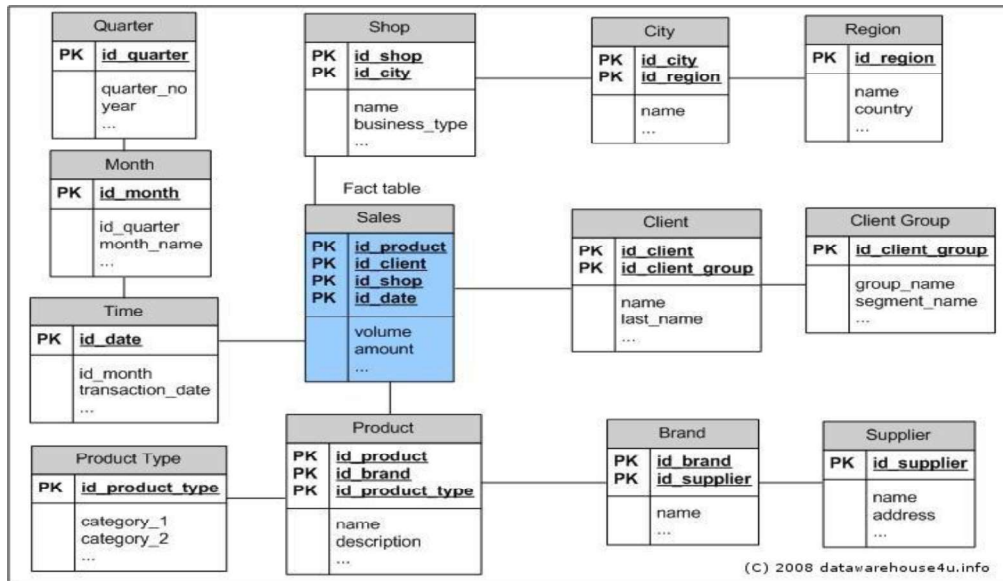 Quarter
PK id_quarter
quarter_no
year
...
Shop
PK id_shop
PK id_city
name
business_type
...
City
PK id_city
PK id_region
name
...
Region
PK id_region
name
country
...
Month
PK id_month
id_quarter
month_name
...
Fact table
Sales
PK id_product
PK id_client
PK id_shop
PK id_date
volume
amount
...
Client
PK id_client
PK id_client_group
name
last_name
...
Client Group
PK id_client_group
group_name
segment_name
...
Time
PK id_date
id_month
transaction_date
...
Product Type
PK id_product_type
category_1
category_2
...
Product
PK id_product
PK id_brand
PK id_product_type
name
description
...
Brand
PK id_brand
PK id_supplier
name
...
Supplier
PK id_supplier
name
address
...
(C) 2008 datawarehouse4u.info